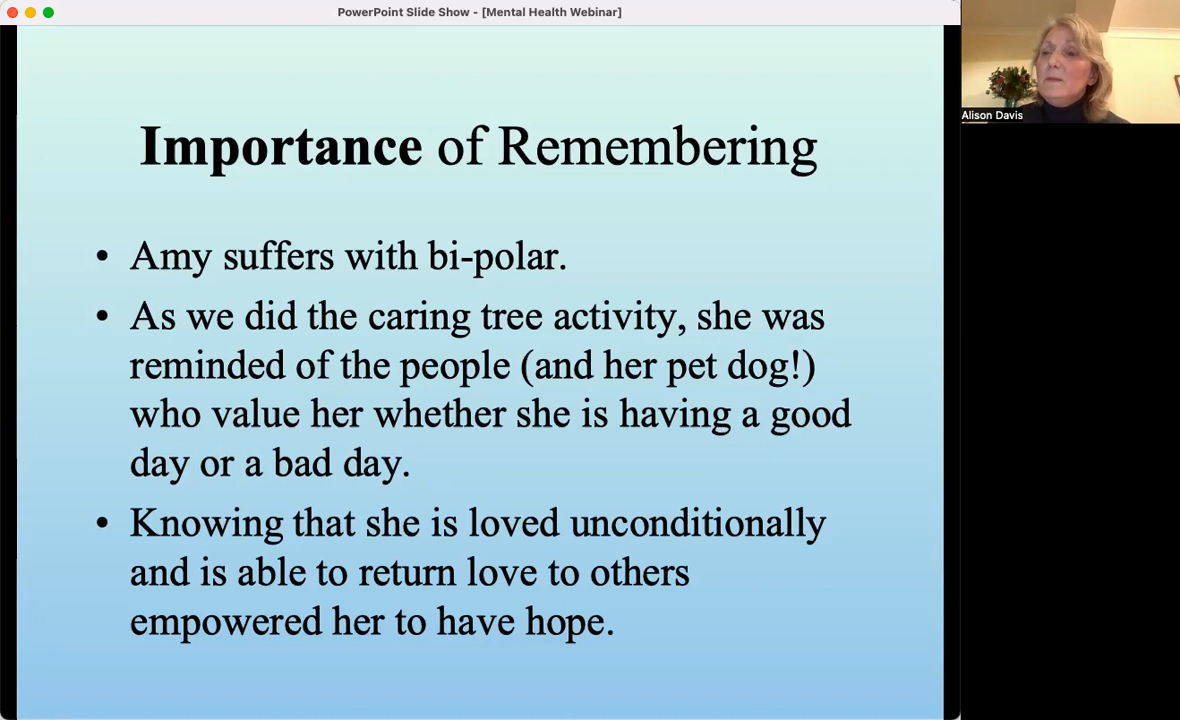 PowerPoint Slide Show - [Mental Health Webinar]
Alison Davis
Importance of Remembering
• Amy suffers with bi-polar.
• As we did the caring tree activity, she was
reminded of the people (and her pet dog!)
who value her whether she is having a good
day or a bad day.
• Knowing that she is loved unconditionally
and is able to return love to others
empowered her to have hope.